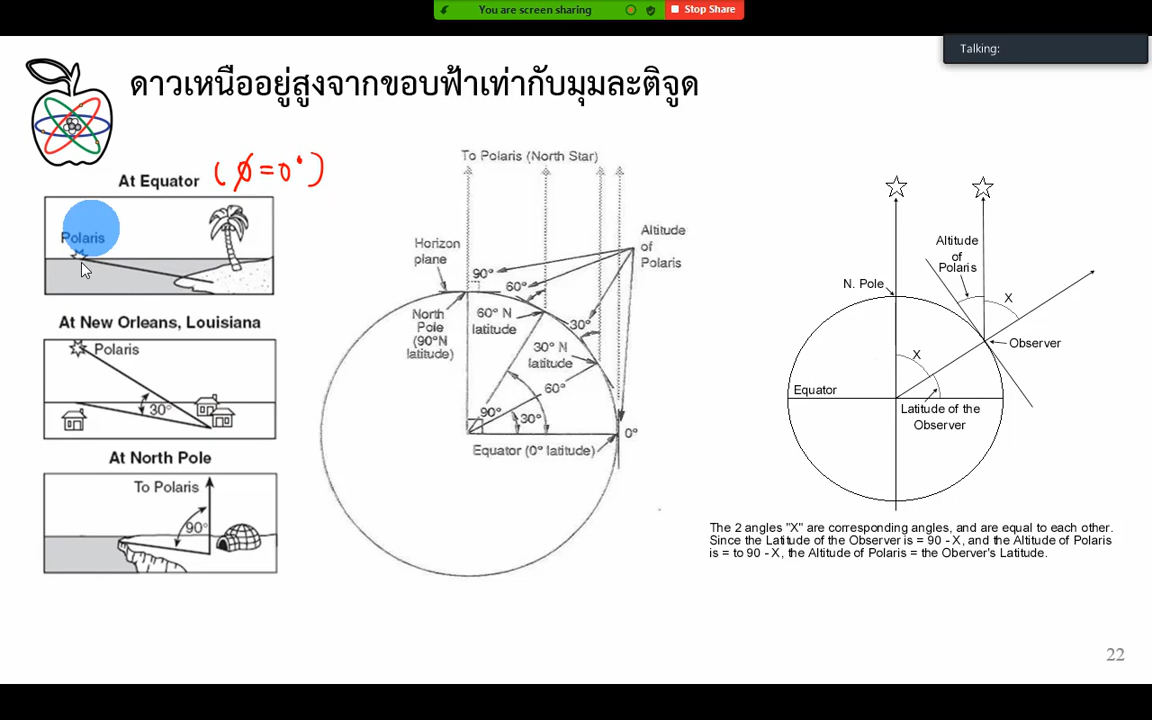 You are screen sharing
Stop Share
Talking:
ดาวเหนืออยู่สูงจากขอบฟ้าเท่ากับมุมละติจูด
At Equator (ϕ=0°)
Polaris
At New Orleans, Louisiana
Polaris
30°
At North Pole
To Polaris
90°
To Polaris (North Star)
Altitude
of
Polaris
Horizon
plane
90°
60°
30°
North
Pole
(90°N
latitude)
60° N
latitude
30° N
latitude
60°
90°
30°
0°
Equator (0° latitude)
Altitude
of
Polaris
N. Pole
X
X
Observer
Equator
Latitude of the
Observer
The 2 angles "X" are corresponding angles, and are equal to each other.
Since the Latitude of the Observer is = 90 - X, and the Altitude of Polaris
is = to 90 - X, the Altitude of Polaris = the Oberver's Latitude.
22